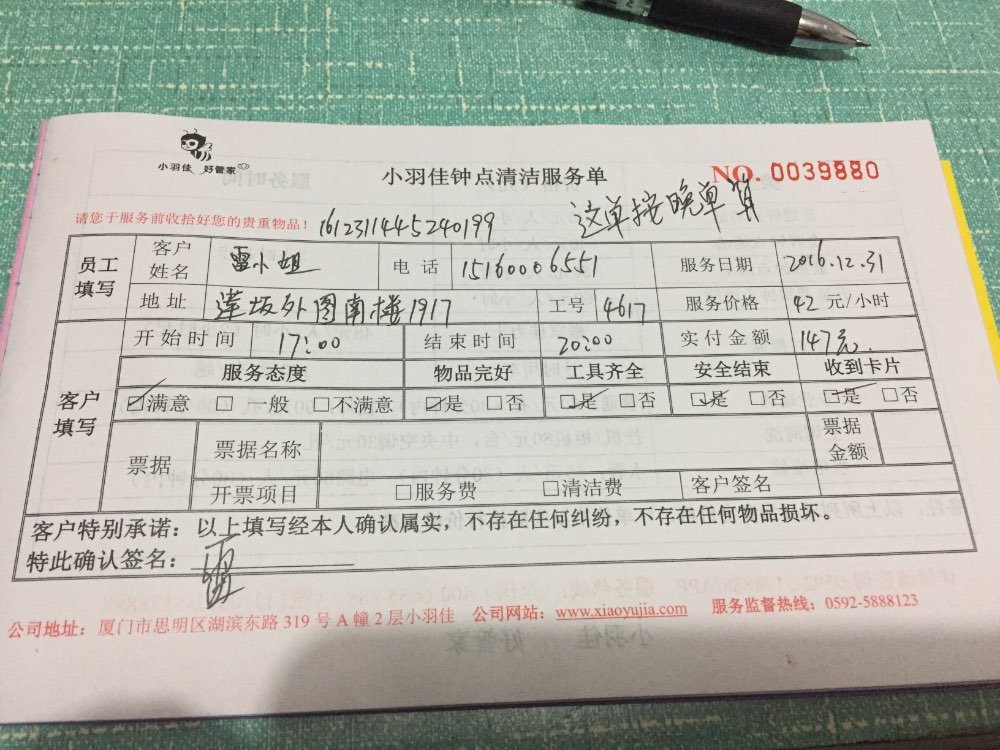 小羽佳 好管家
小羽佳钟点清洁服务单
NO. 0039880
请您于服务前收拾好您的贵重物品！ 1612311445240199 这单按晚单算
员工填写 客户姓名 雷小姐 电话 15160006551 服务日期 2016.12.31
地址 莲坂外图南楼1917 工号 4617 服务价格 42 元/小时
客户填写 开始时间 17:00 结束时间 20:00 实付金额 147元
服务态度 物品完好 工具齐全 安全结束 收到卡片
☑满意 □一般 □不满意 ☑是 □否 ☑是 □否 ☑是 □否 ☑是 □否
票据 票据名称 票据金额
开票项目 □服务费 □清洁费 客户签名
客户特别承诺：以上填写经本人确认属实，不存在任何纠纷，不存在任何物品损坏。
特此确认签名：雷
公司地址：厦门市思明区湖滨东路 319 号 A 幢 2 层小羽佳 公司网站：www.xiaoyujia.com 服务监督热线：0592-5888123